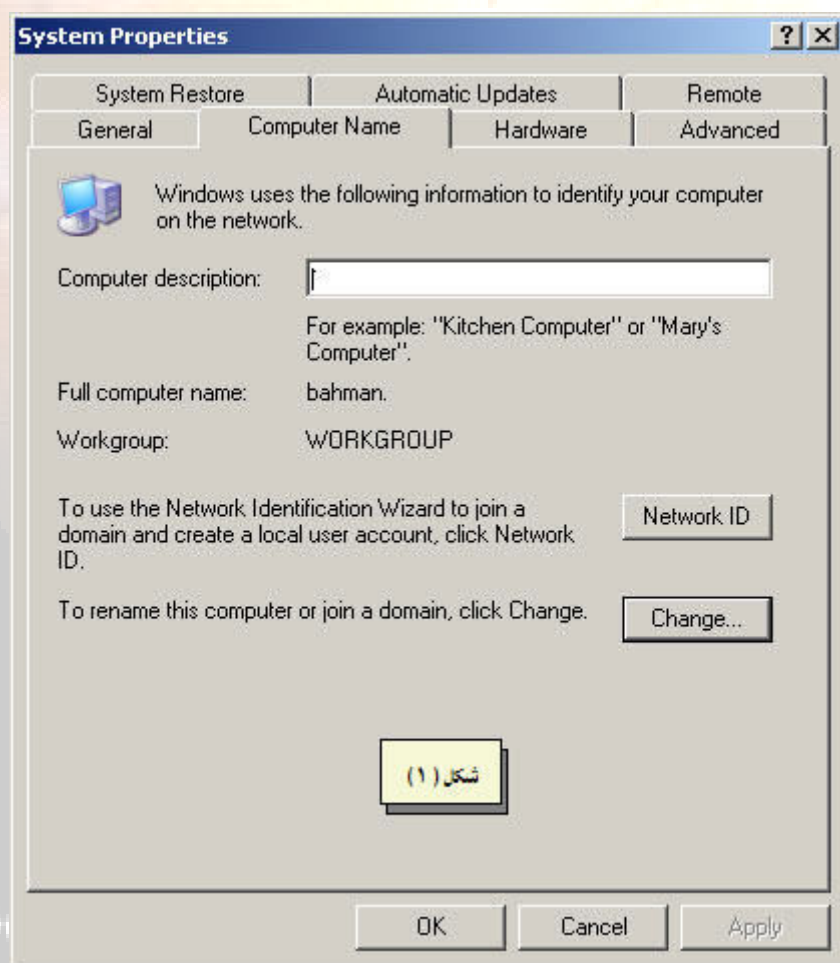 System Properties
System Restore Automatic Updates Remote
General Computer Name Hardware Advanced
Windows uses the following information to identify your computer
on the network.
Computer description:
For example: "Kitchen Computer" or "Mary's
Computer".
Full computer name: bahman.
Workgroup: WORKGROUP
To use the Network Identification Wizard to join a
domain and create a local user account, click Network
ID.
Network ID
To rename this computer or join a domain, click Change.
Change...
شكل ( ۱ )
OK Cancel Apply